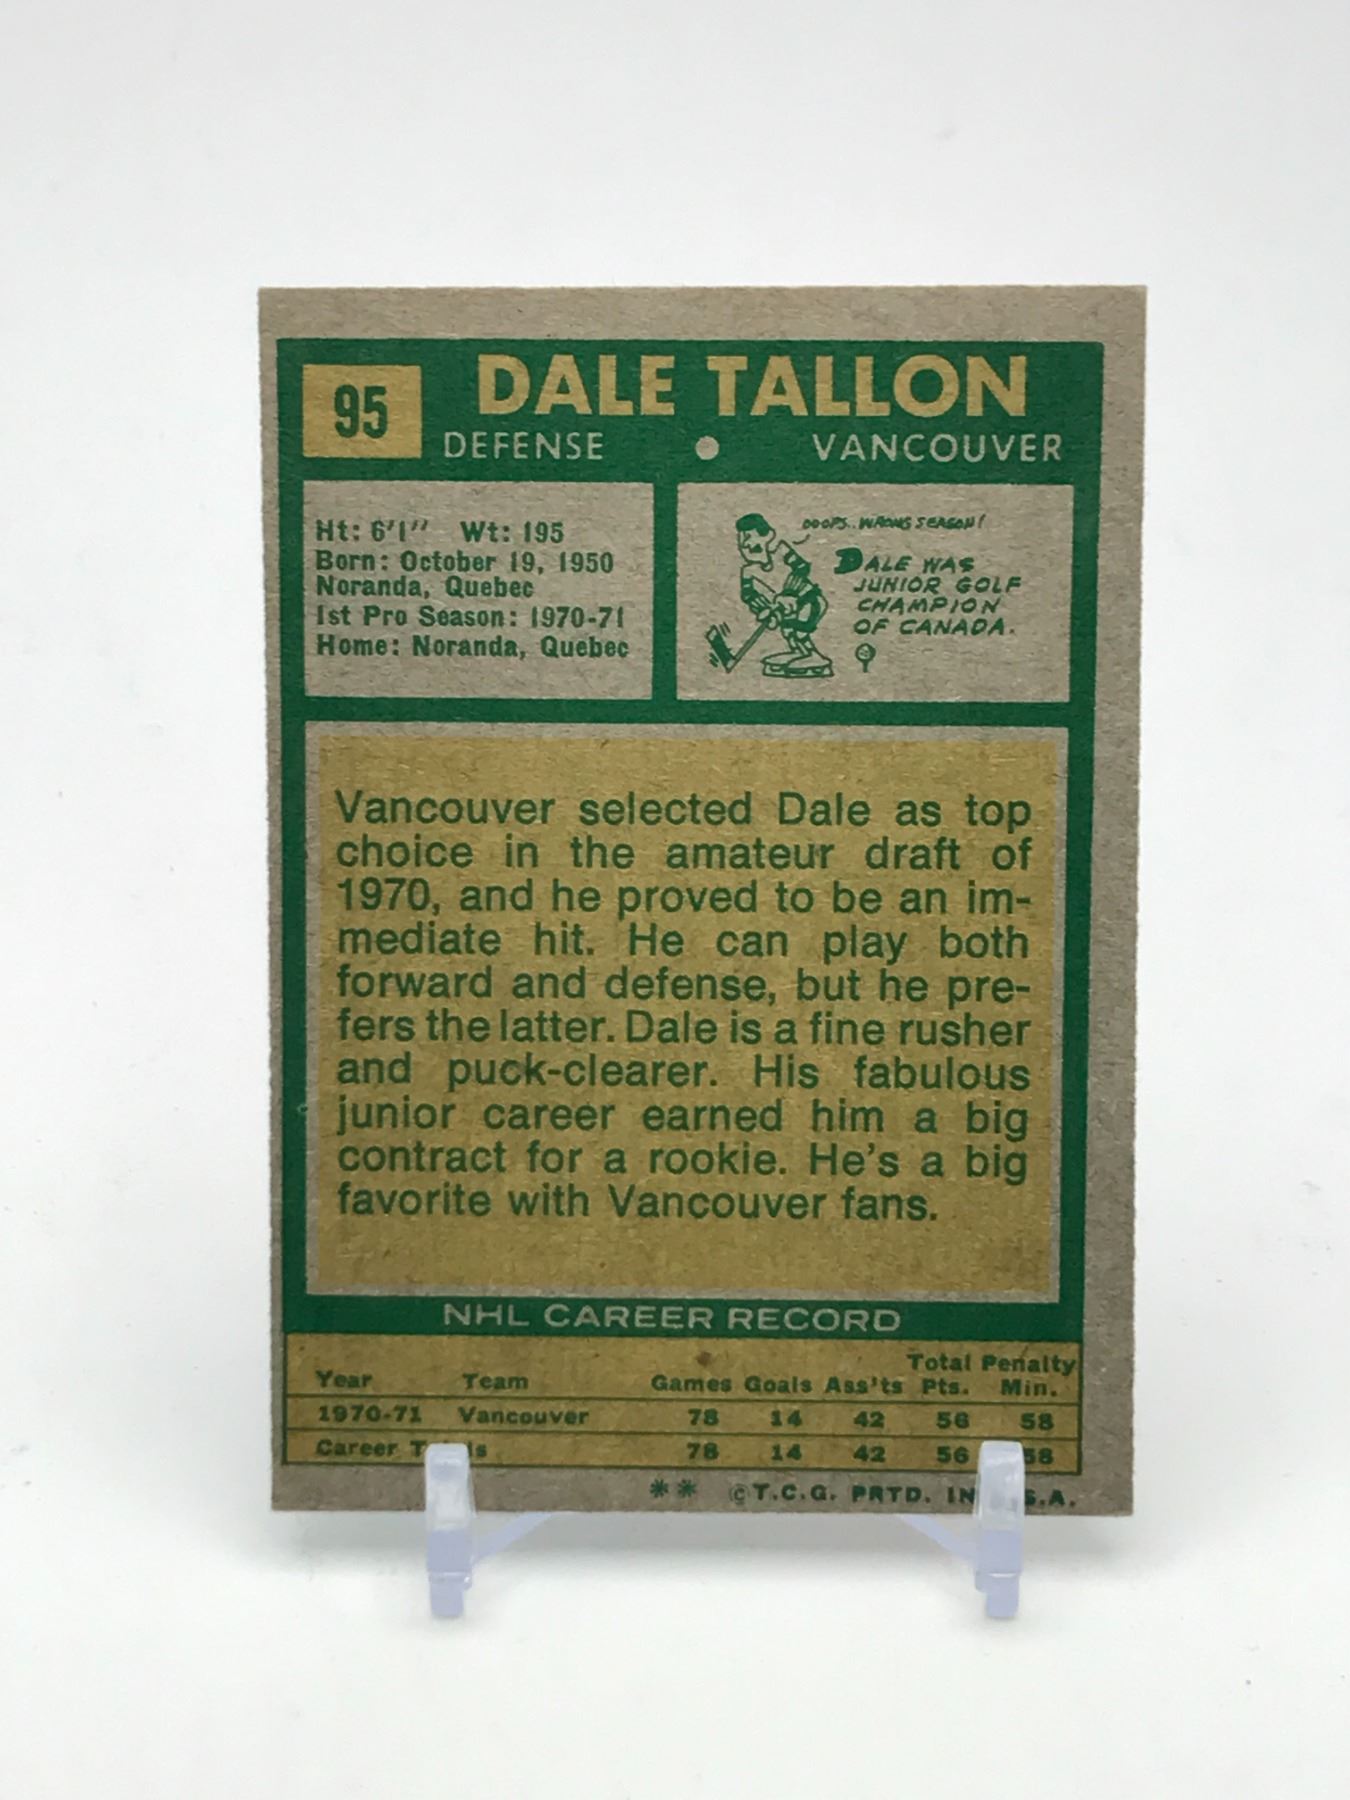 95
DALE TALLON
DEFENSE • VANCOUVER
Ht: 6'1" Wt: 195
Born: October 19, 1950
Noranda, Quebec
1st Pro Season: 1970-71
Home: Noranda, Quebec
OOOPS.. WRONG SEASON!
DALE WAS
JUNIOR GOLF
CHAMPION
OF CANADA.
Vancouver selected Dale as top
choice in the amateur draft of
1970, and he proved to be an im-
mediate hit. He can play both
forward and defense, but he pre-
fers the latter. Dale is a fine rusher
and puck-clearer. His fabulous
junior career earned him a big
contract for a rookie. He's a big
favorite with Vancouver fans.
NHL CAREER RECORD
Total Penalty
Year Team Games Goals Ass'ts Pts. Min.
1970-71 Vancouver 78 14 42 56 58
Career 78 14 42 56 58
** ©T.C.G. PRTD. IN